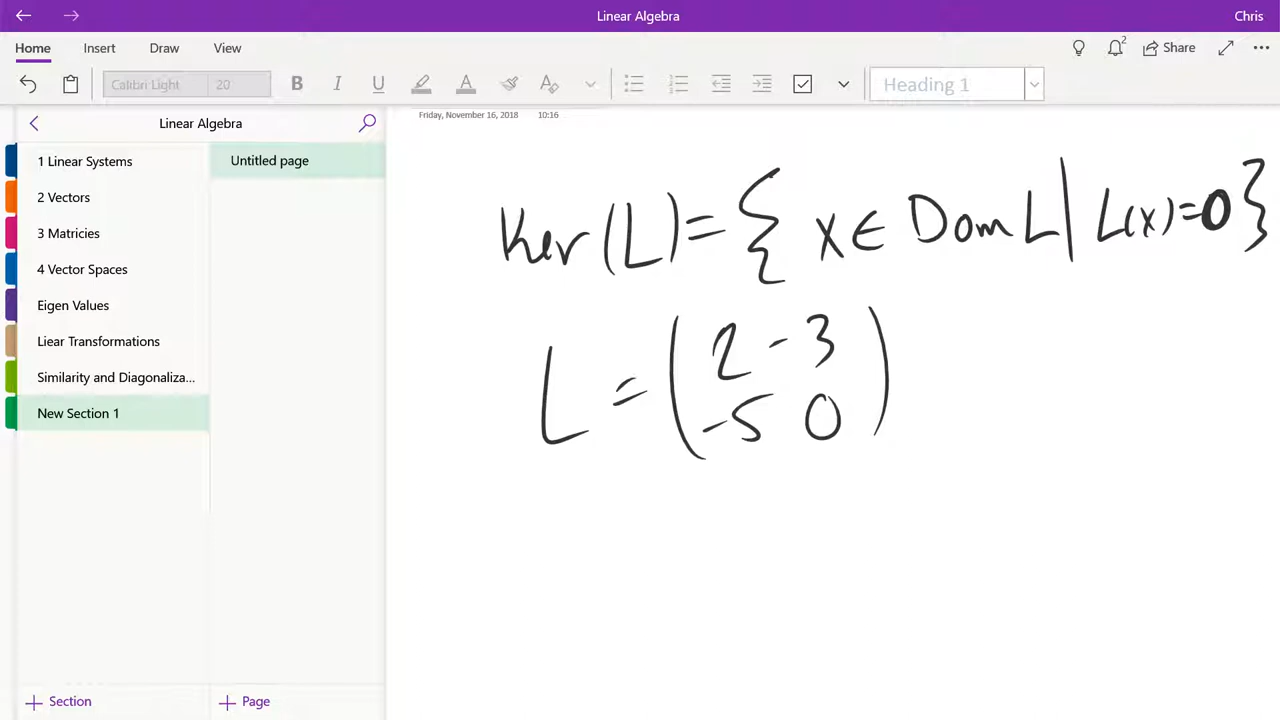 Linear Algebra
Chris
Home Insert Draw View
2 Share
Calibri Light 20 B I U A A Heading 1
Linear Algebra
Friday, November 16, 2018 10:16
1 Linear Systems
Untitled page
2 Vectors
3 Matricies
4 Vector Spaces
Eigen Values
Liear Transformations
Similarity and Diagonaliza...
New Section 1
Ker(L)={ x∈ Dom L| L(x)=0}
L = (2 -3
-5 0)
+ Section
+ Page